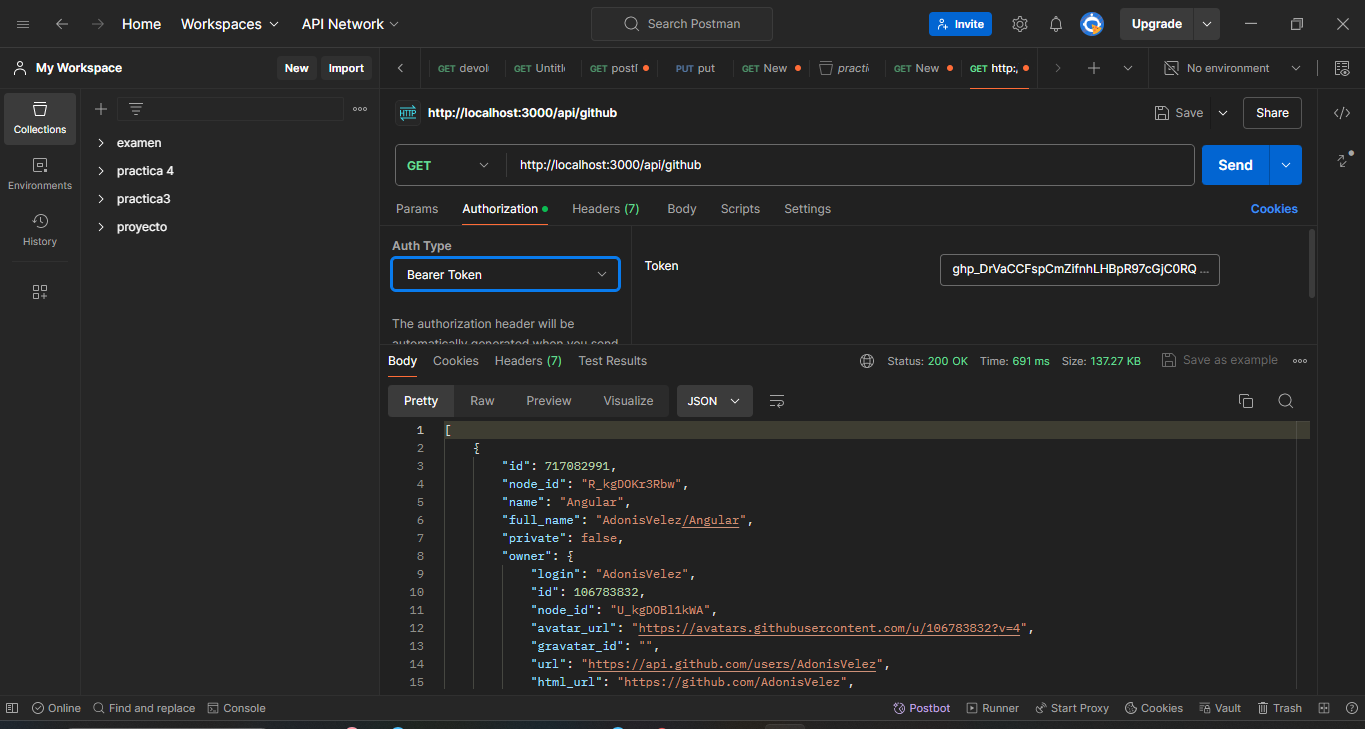 Home Workspaces API Network Search Postman Invite Upgrade
My Workspace New Import GET devol GET Untitl GET postl PUT put GET New practi GET New GET http:, No environment
Collections
Environments
History
examen
practica 4
practica3
proyecto
HTTP http://localhost:3000/api/github Save Share
GET http://localhost:3000/api/github Send
Params Authorization Headers (7) Body Scripts Settings Cookies
Auth Type
Bearer Token
Token ghp_DrVaCCFspCmZifnhLHBpR97cGjC0RQ ...
The authorization header will be
automatically generated when you send
Body Cookies Headers (7) Test Results Status: 200 OK Time: 691 ms Size: 137.27 KB Save as example
Pretty Raw Preview Visualize JSON
1 [
2 {
3 "id": 717082991,
4 "node_id": "R_kgDOKr3Rbw",
5 "name": "Angular",
6 "full_name": "AdonisVelez/Angular",
7 "private": false,
8 "owner": {
9 "login": "AdonisVelez",
10 "id": 106783832,
11 "node_id": "U_kgDOBl1kWA",
12 "avatar_url": "https://avatars.githubusercontent.com/u/106783832?v=4",
13 "gravatar_id": "",
14 "url": "https://api.github.com/users/AdonisVelez",
15 "html_url": "https://github.com/AdonisVelez",
Online Find and replace Console Postbot Runner Start Proxy Cookies Vault Trash